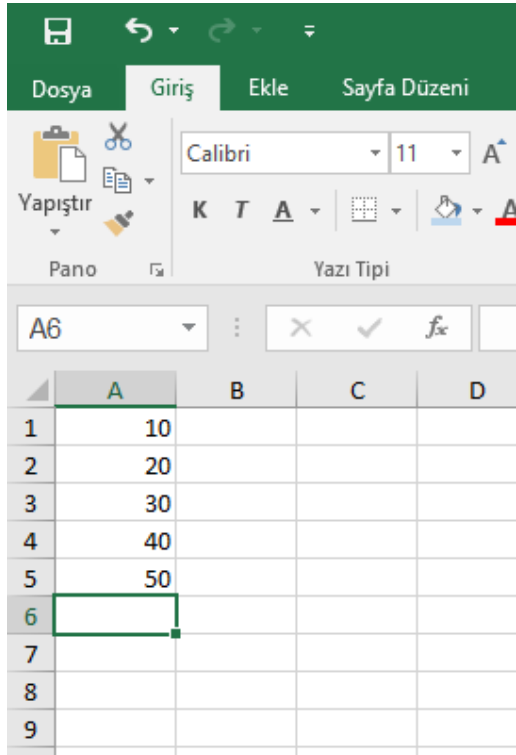 Dosya Giriş Ekle Sayfa Düzeni
Calibri 11 A
Yapıştır K T A A
Pano Yazı Tipi
A6 fx
A B C D
1 10
2 20
3 30
4 40
5 50
6
7
8
9